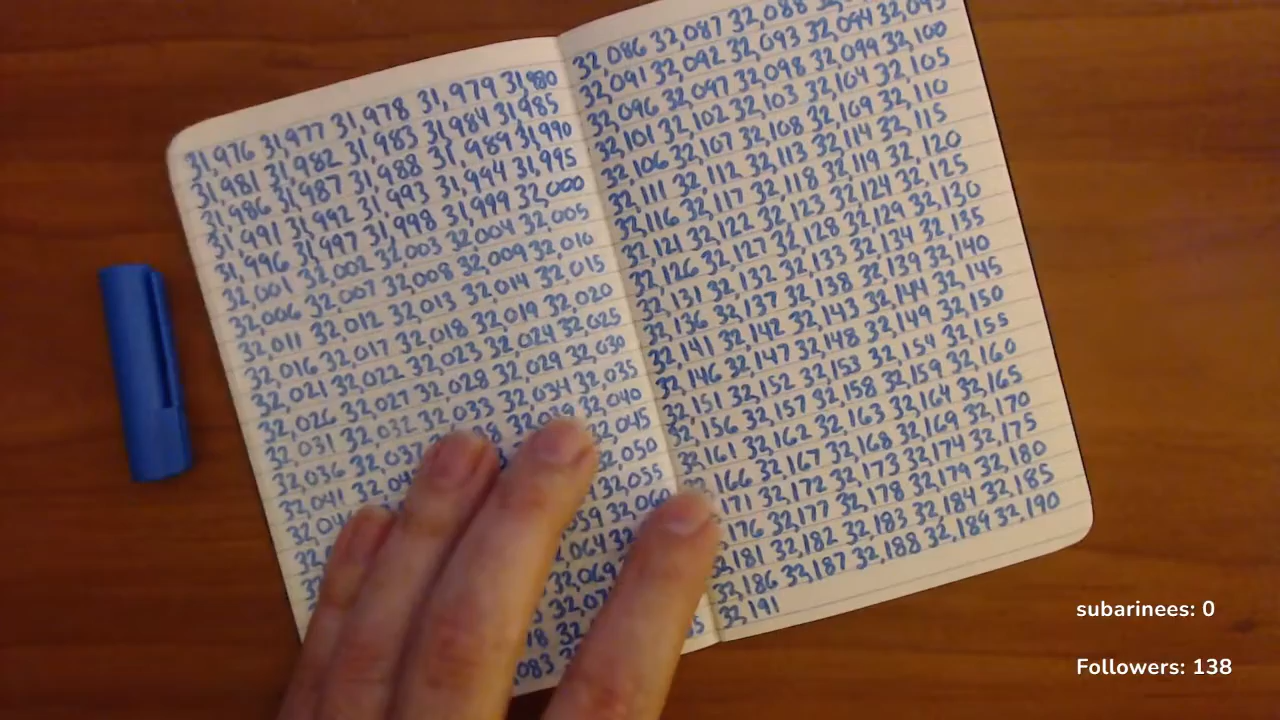 31,976 31,977 31,978 31,979 31,980
31,981 31,982 31,983 31,984 31,985
31,986 31,987 31,988 31,989 31,990
31,991 31,992 31,993 31,994 31,995
31,996 31,997 31,998 31,999 32,000
32,001 32,002 32,003 32,004 32,005
32,006 32,007 32,008 32,009 32,010
32,011 32,012 32,013 32,014 32,015
32,016 32,017 32,018 32,019 32,020
32,021 32,022 32,023 32,024 32,025
32,026 32,027 32,028 32,029 32,030
32,031 32,032 32,033 32,034 32,035
32,036 32,037 32,040
32,041 32,045
32,050
32,055
32,060
32,064
32,069
32,086 32,087 32,088
32,091 32,092 32,093 32,094 32,095
32,096 32,097 32,098 32,099 32,100
32,101 32,102 32,103 32,104 32,105
32,106 32,107 32,108 32,109 32,110
32,111 32,112 32,113 32,114 32,115
32,116 32,117 32,118 32,119 32,120
32,121 32,122 32,123 32,124 32,125
32,126 32,127 32,128 32,129 32,130
32,131 32,132 32,133 32,134 32,135
32,136 32,137 32,138 32,139 32,140
32,141 32,142 32,143 32,144 32,145
32,146 32,147 32,148 32,149 32,150
32,151 32,152 32,153 32,154 32,155
32,156 32,157 32,158 32,159 32,160
32,161 32,162 32,163 32,164 32,165
32,166 32,167 32,168 32,169 32,170
171 32,172 32,173 32,174 32,175
176 32,177 32,178 32,179 32,180
32,181 32,182 32,183 32,184 32,185
32,186 32,187 32,188 32,189 32,190
32,191
subarinees: 0
Followers: 138